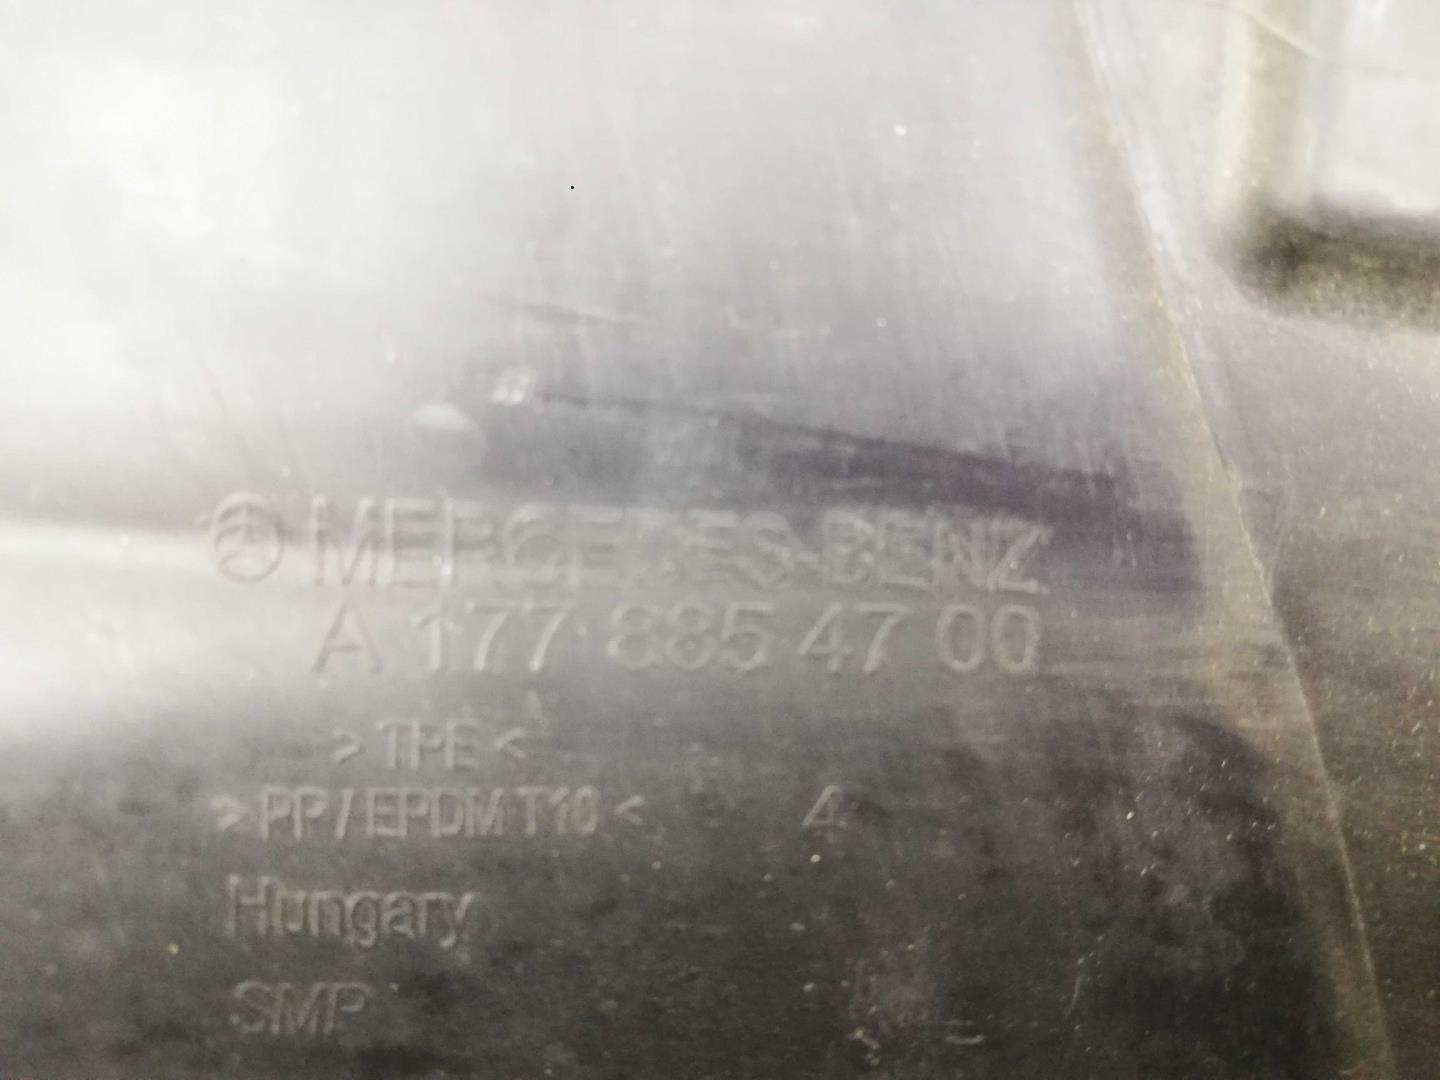 MERCEDES-BENZ
A 177 885 47 00
>TPE<
>PP/EPDM T10< 4
Hungary
SMP